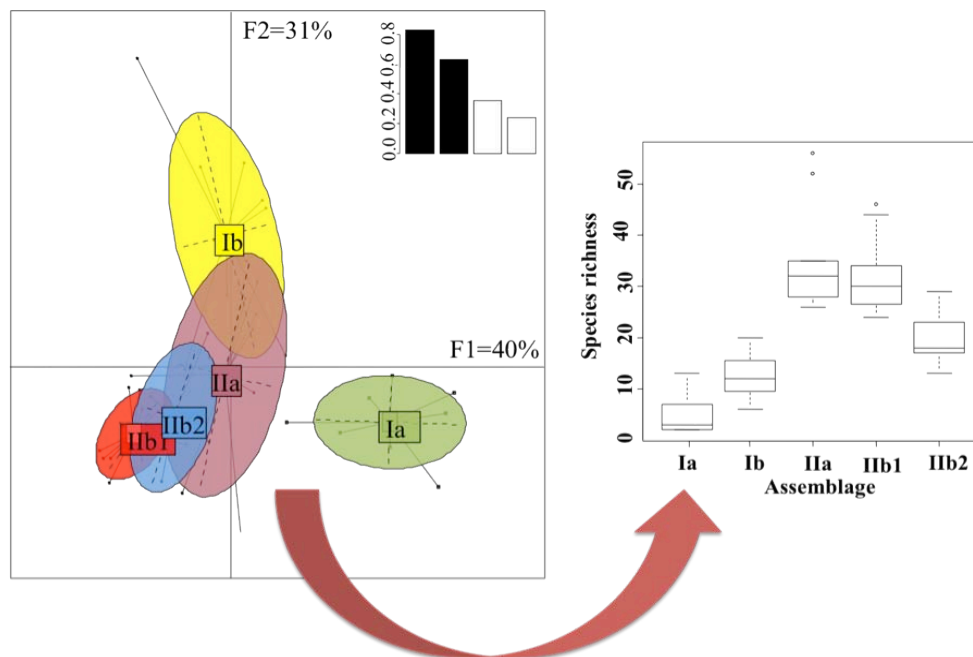 F2=31%
0.0 0.2 0.4 0.6 0.8
Ib
F1=40%
IIa
IIb2
IIb1
Ia
Species richness
50
40
30
20
10
0
Ia Ib IIa IIb1 IIb2
Assemblage